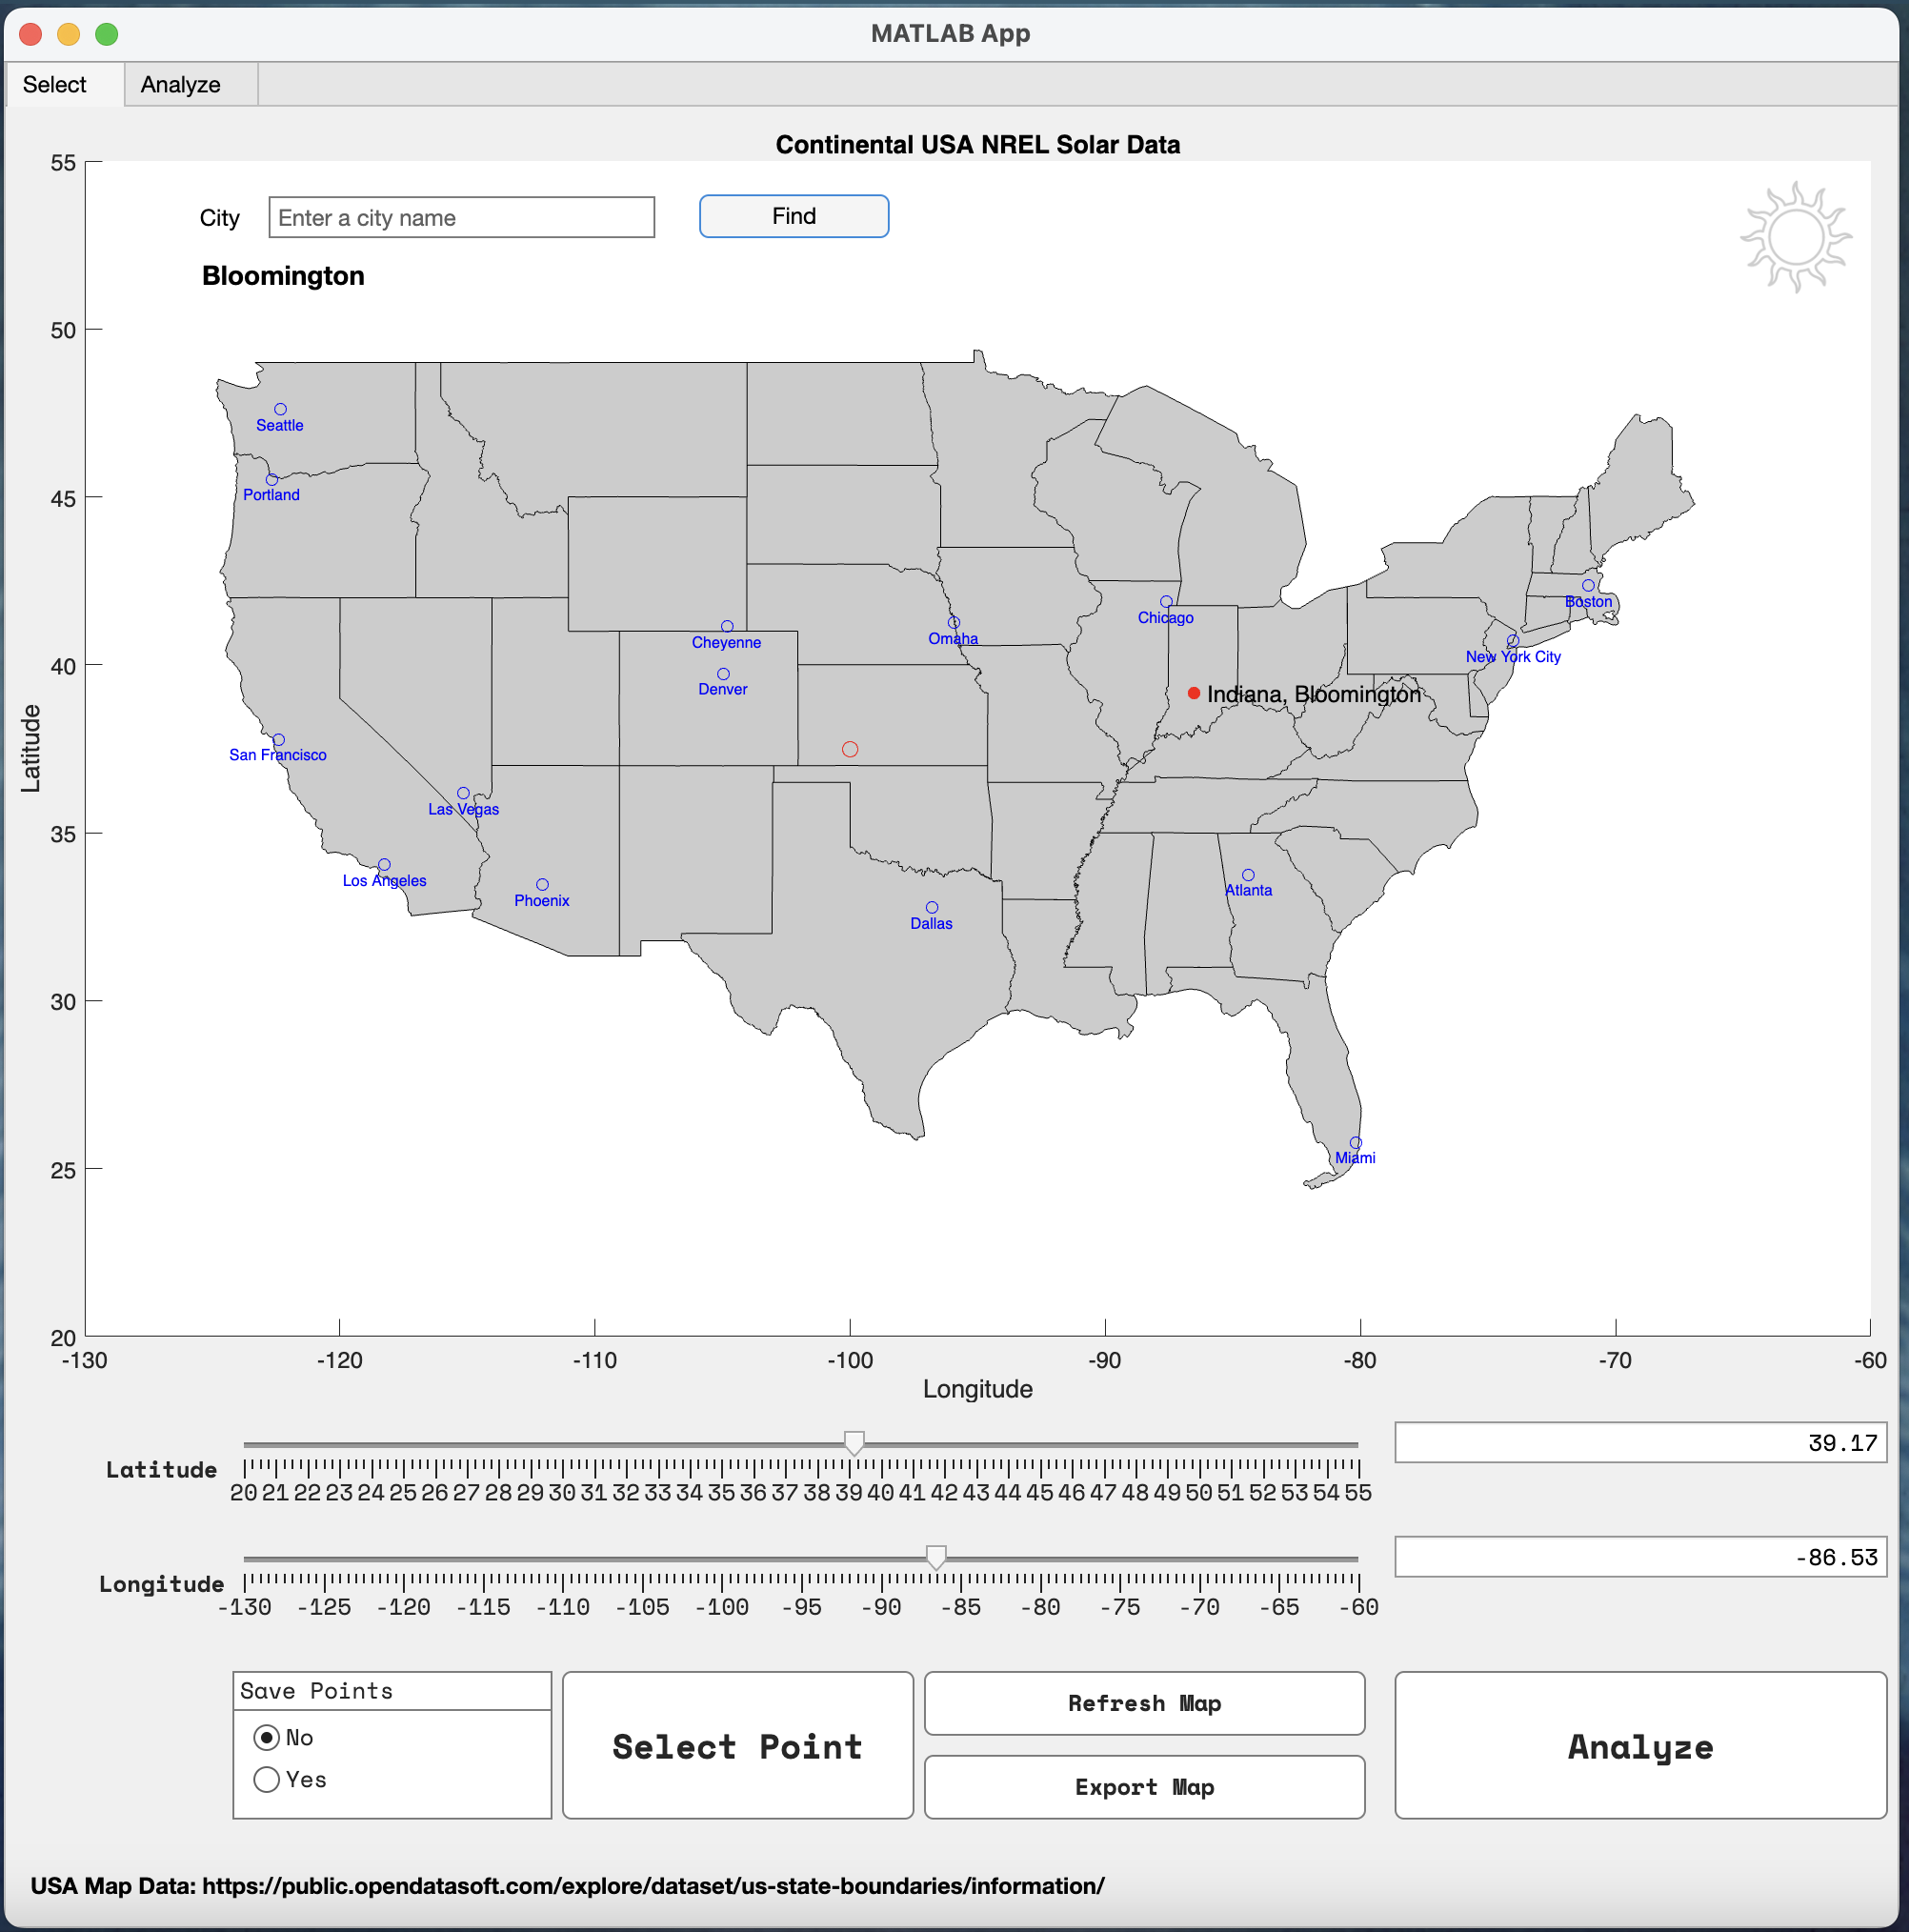 MATLAB App
Select
Analyze
Continental USA NREL Solar Data
City
Enter a city name
Find
Bloomington
55
50
45
40
35
30
25
20
Latitude
Seattle
Portland
Boston
Chicago
Omaha
Cheyenne
New York City
Denver
Indiana, Bloomington
San Francisco
Las Vegas
Los Angeles
Phoenix
Atlanta
Dallas
Miami
-130 -120 -110 -100 -90 -80 -70 -60
Longitude
Latitude
20 21 22 23 24 25 26 27 28 29 30 31 32 33 34 35 36 37 38 39 40 41 42 43 44 45 46 47 48 49 50 51 52 53 54 55
39.17
Longitude
-130 -125 -120 -115 -110 -105 -100 -95 -90 -85 -80 -75 -70 -65 -60
-86.53
Save Points
No
Yes
Select Point
Refresh Map
Export Map
Analyze
USA Map Data: https://public.opendatasoft.com/explore/dataset/us-state-boundaries/information/